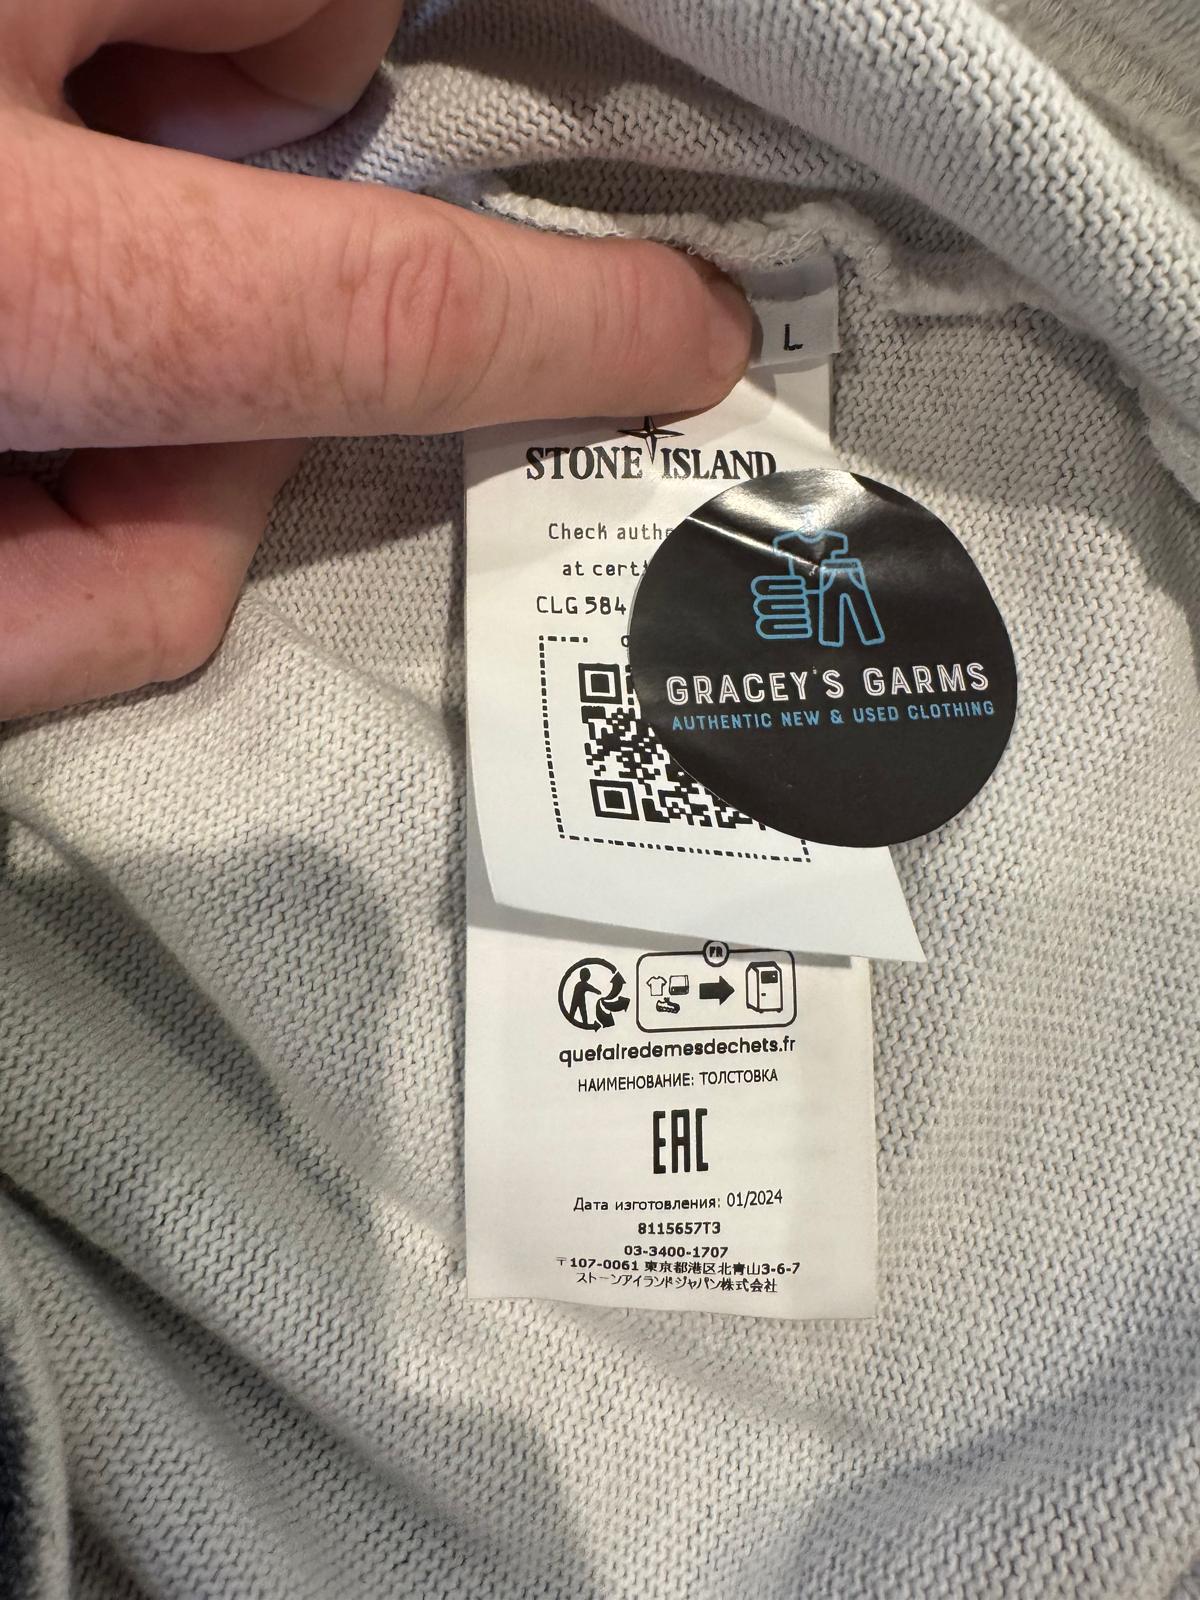 L
STONE ISLAND
Check authe
at certi
CLG 584
GRACEY'S GARMS
AUTHENTIC NEW & USED CLOTHING
FR
quefairedemesdechets.fr
НАИМЕНОВАНИЕ: ТОЛСТОВКА
EAC
Дата изготовления: 01/2024
8115657T3
03-3400-1707
〒107-0061 東京都港区北青山3-6-7
ストーンアイランドジャパン株式会社